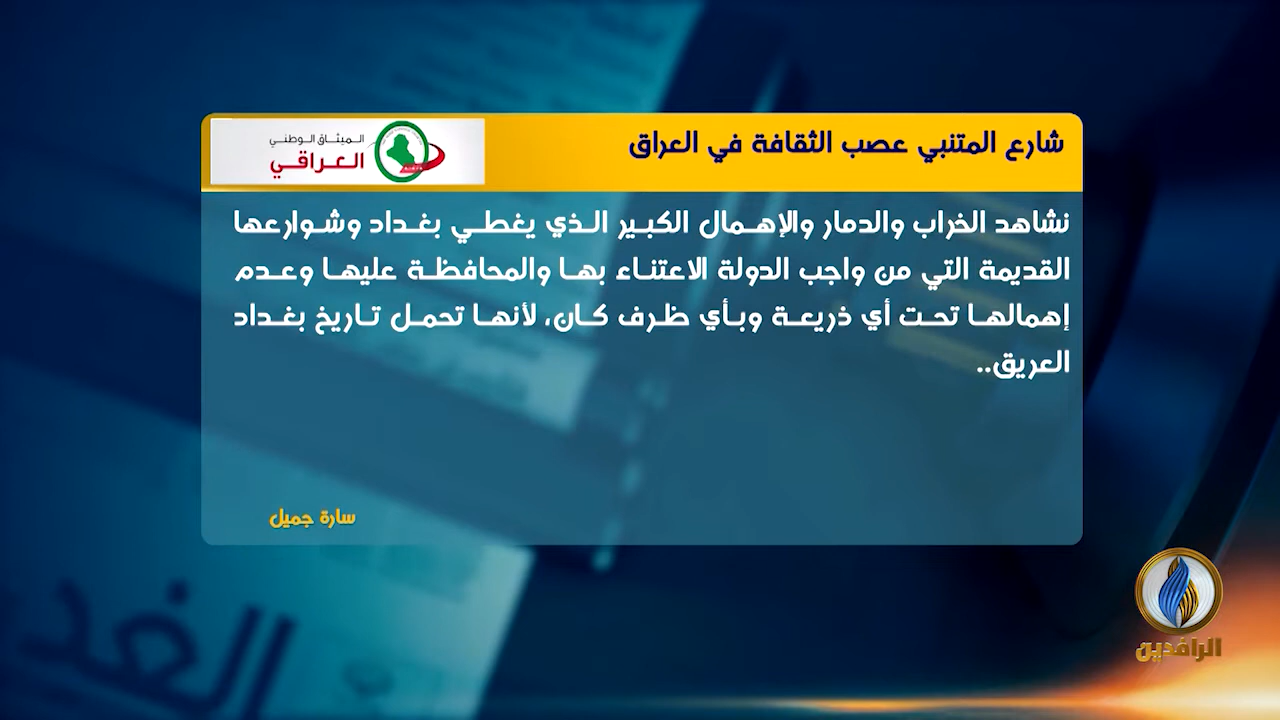 شارع المتنبي عصب الثقافة في العراق
الميثاق الوطني
العراقي
نشاهد الخراب والدمار والإهمال الكبير الذي يغطي بغداد وشوارعها
القديمة التي من واجب الدولة الاعتناء بها والمحافظة عليها وعدم
إهمالها تحت أي ذريعة وبأي ظرف كان، لأنها تحمل تاريخ بغداد
العريق..
سارة جميل
الرافدين
الغد